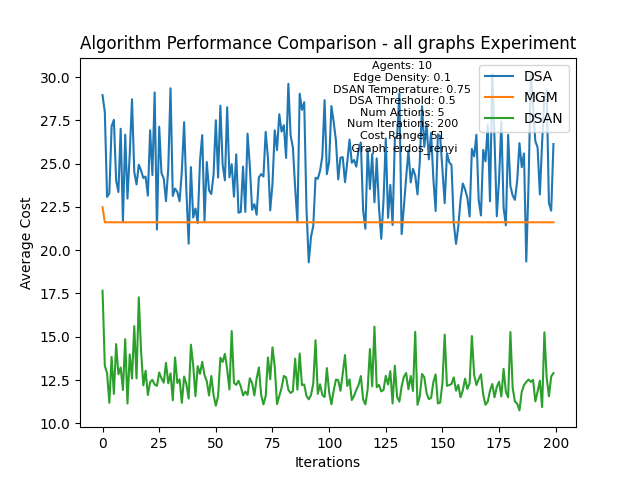 Algorithm Performance Comparison - all graphs Experiment
Agents: 10
Edge Density: 0.1
DSAN Temperature: 0.75
DSA Threshold: 0.5
Num Actions: 5
Num Iterations: 200
Cost Range: 51
Graph: erdos_renyi
DSA
MGM
DSAN
30.0
27.5
25.0
22.5
20.0
17.5
15.0
12.5
10.0
Average Cost
0 25 50 75 100 125 150 175 200
Iterations